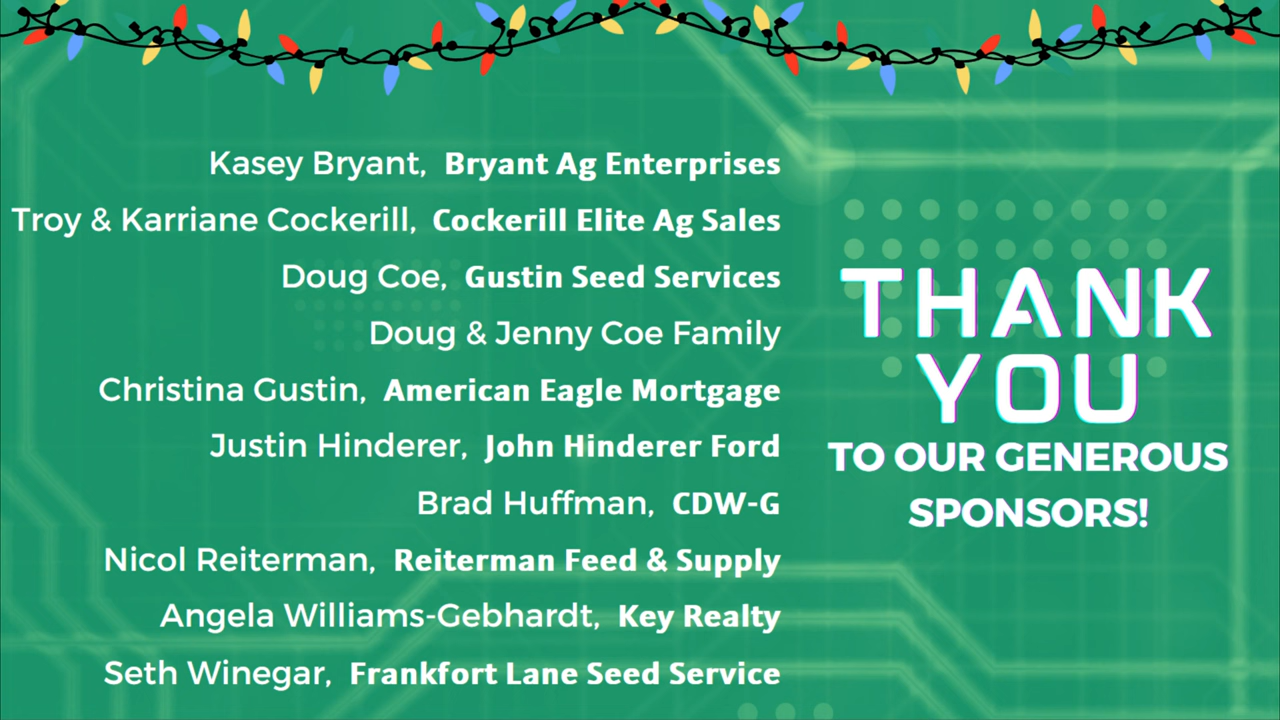 Kasey Bryant, Bryant Ag Enterprises
Troy & Karriane Cockerill, Cockerill Elite Ag Sales
Doug Coe, Gustin Seed Services
Doug & Jenny Coe Family
Christina Gustin, American Eagle Mortgage
Justin Hinderer, John Hinderer Ford
Brad Huffman, CDW-G
Nicol Reiterman, Reiterman Feed & Supply
Angela Williams-Gebhardt, Key Realty
Seth Winegar, Frankfort Lane Seed Service
THANK
YOU
TO OUR GENEROUS
SPONSORS!